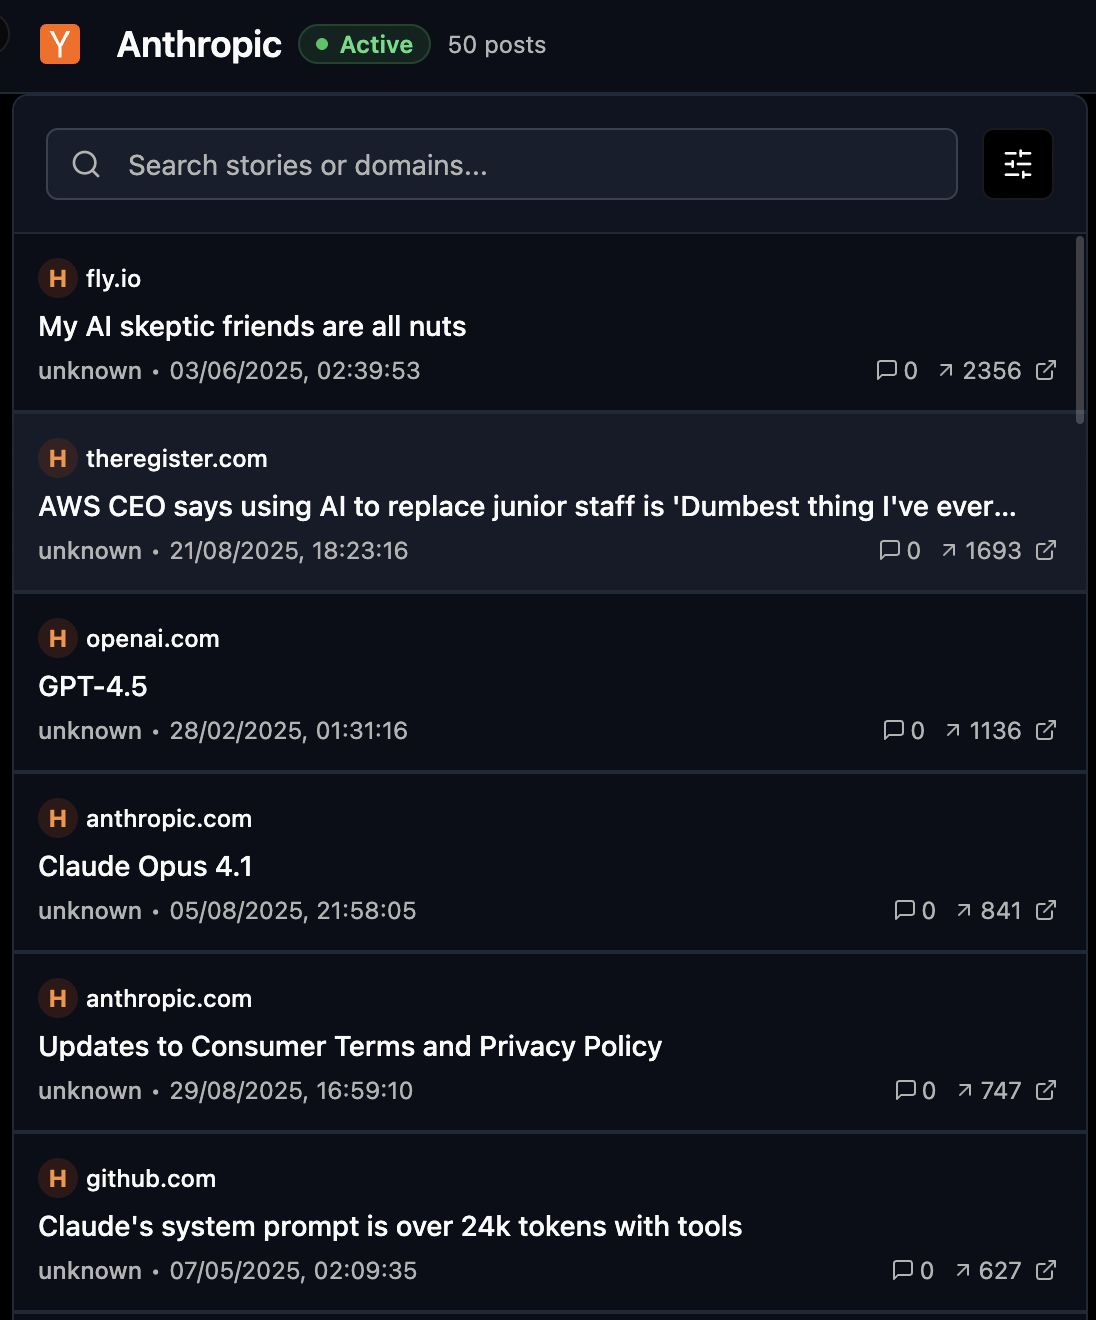 Y Anthropic Active 50 posts
Search stories or domains...
H fly.io
My AI skeptic friends are all nuts
unknown • 03/06/2025, 02:39:53 0 2356
H theregister.com
AWS CEO says using AI to replace junior staff is 'Dumbest thing I've ever...
unknown • 21/08/2025, 18:23:16 0 1693
H openai.com
GPT-4.5
unknown • 28/02/2025, 01:31:16 0 1136
H anthropic.com
Claude Opus 4.1
unknown • 05/08/2025, 21:58:05 0 841
H anthropic.com
Updates to Consumer Terms and Privacy Policy
unknown • 29/08/2025, 16:59:10 0 747
H github.com
Claude's system prompt is over 24k tokens with tools
unknown • 07/05/2025, 02:09:35 0 627